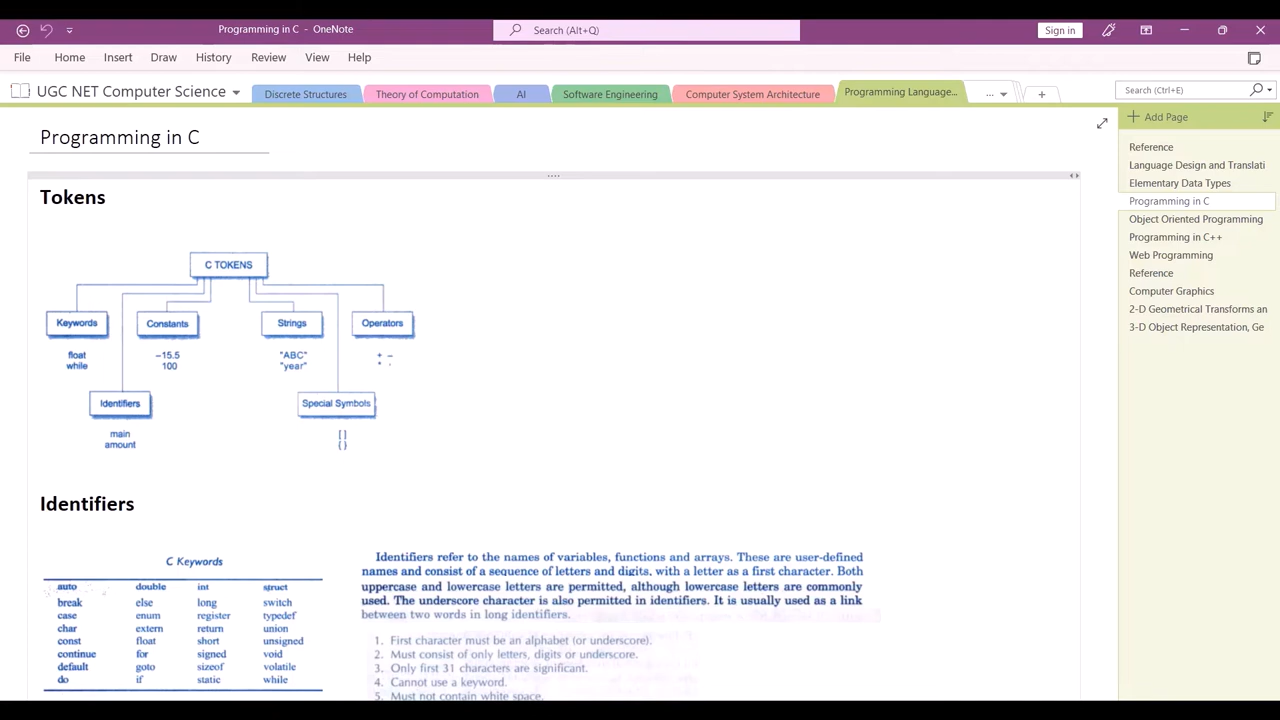 Programming in C - OneNote
Search (Alt+Q)
Sign in
File Home Insert Draw History Review View Help
UGC NET Computer Science
Discrete Structures Theory of Computation AI Software Engineering Computer System Architecture Programming Language... ...
Search (Ctrl+E)
Add Page
Reference
Language Design and Translati
Elementary Data Types
Programming in C
Object Oriented Programming
Programming in C++
Web Programming
Reference
Computer Graphics
2-D Geometrical Transforms an
3-D Object Representation, Ge
Programming in C
Tokens
C TOKENS
Keywords Constants Strings Operators
float −15.5 "ABC" + −
while 100 "year" * .
Identifiers Special Symbols
main [ ]
amount { }
Identifiers
C Keywords
auto double int struct
break else long switch
case enum register typedef
char extern return union
const float short unsigned
continue for signed void
default goto sizeof volatile
do if static while
Identifiers refer to the names of variables, functions and arrays. These are user-defined
names and consist of a sequence of letters and digits, with a letter as a first character. Both
uppercase and lowercase letters are permitted, although lowercase letters are commonly
used. The underscore character is also permitted in identifiers. It is usually used as a link
between two words in long identifiers.
1. First character must be an alphabet (or underscore).
2. Must consist of only letters, digits or underscore.
3. Only first 31 characters are significant.
4. Cannot use a keyword.
5. Must not contain white space.